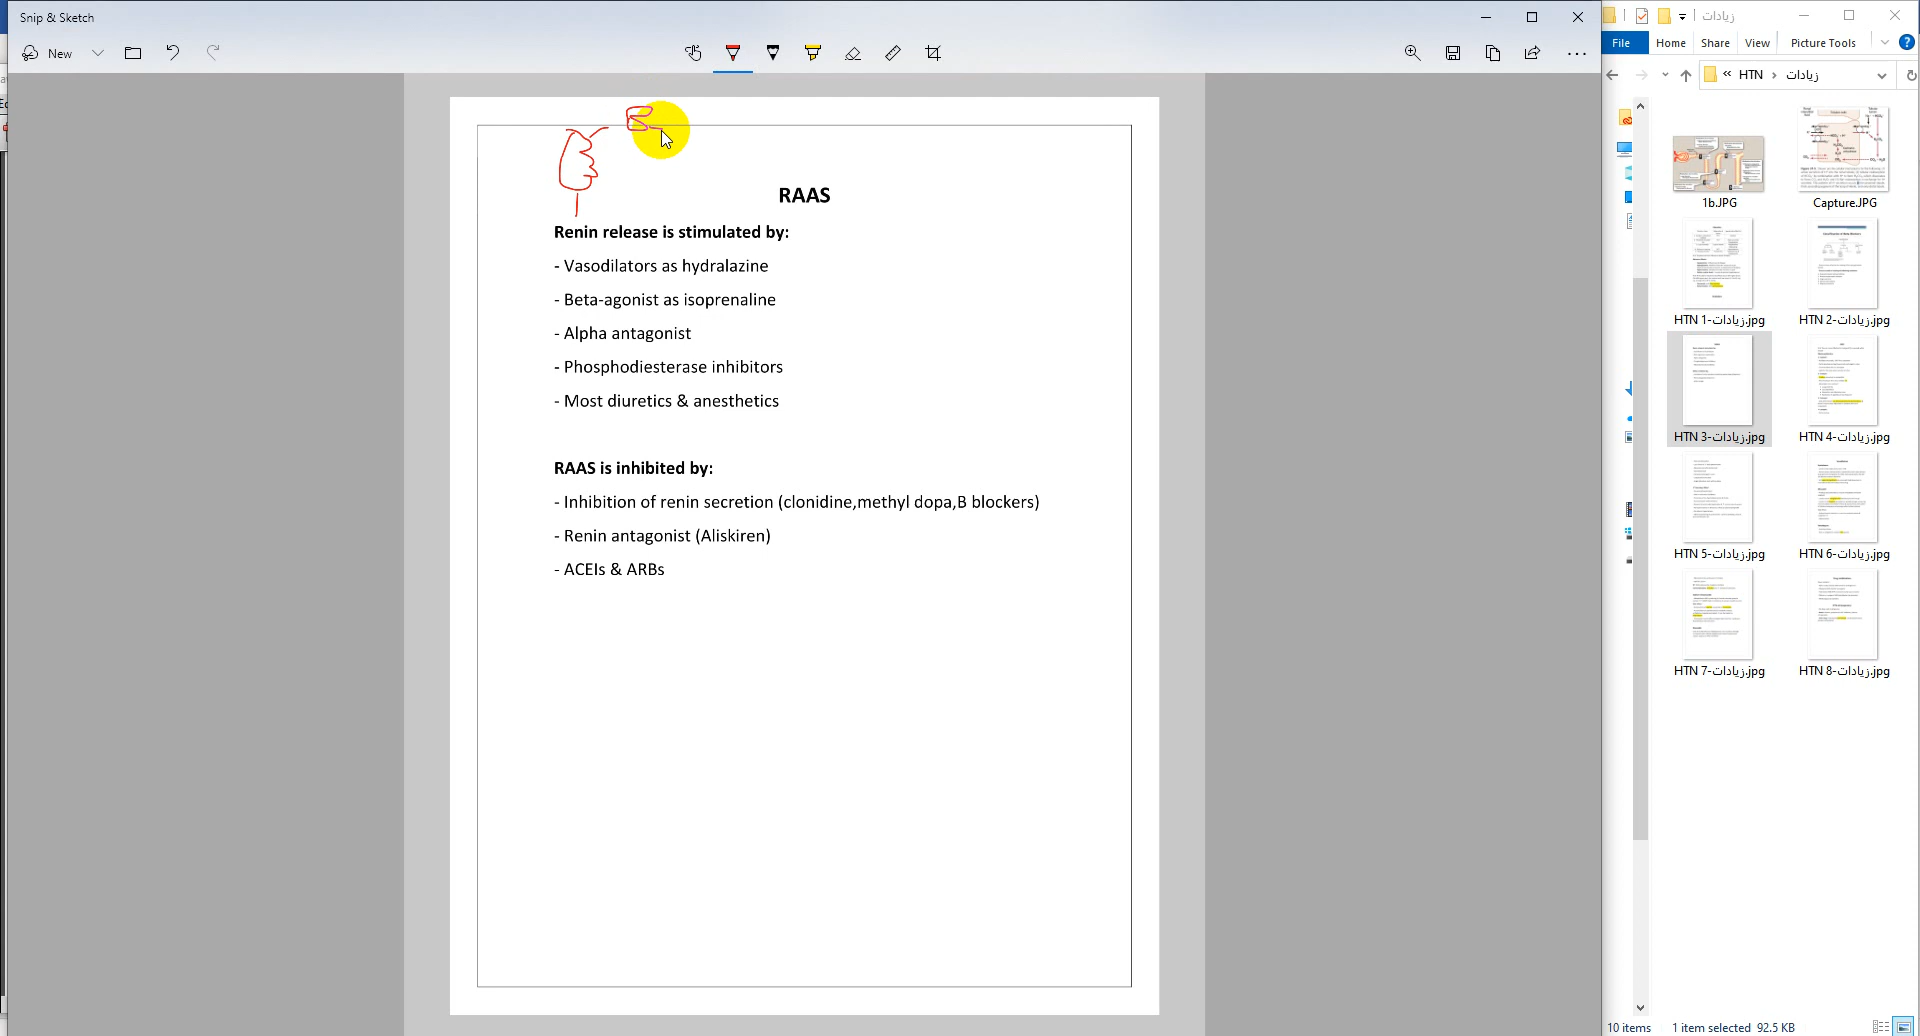 Snip & Sketch
New
RAAS
Renin release is stimulated by:
- Vasodilators as hydralazine
- Beta-agonist as isoprenaline
- Alpha antagonist
- Phosphodiesterase inhibitors
- Most diuretics & anesthetics
RAAS is inhibited by:
- Inhibition of renin secretion (clonidine,methyl dopa,B blockers)
- Renin antagonist (Aliskiren)
- ACEIs & ARBs
زيادات
File Home Share View Picture Tools
« HTN › زيادات
1b.JPG Capture.JPG
HTN 1-زيادات.jpg HTN 2-زيادات.jpg
HTN 3-زيادات.jpg HTN 4-زيادات.jpg
HTN 5-زيادات.jpg HTN 6-زيادات.jpg
HTN 7-زيادات.jpg HTN 8-زيادات.jpg
10 items 1 item selected 92.5 KB